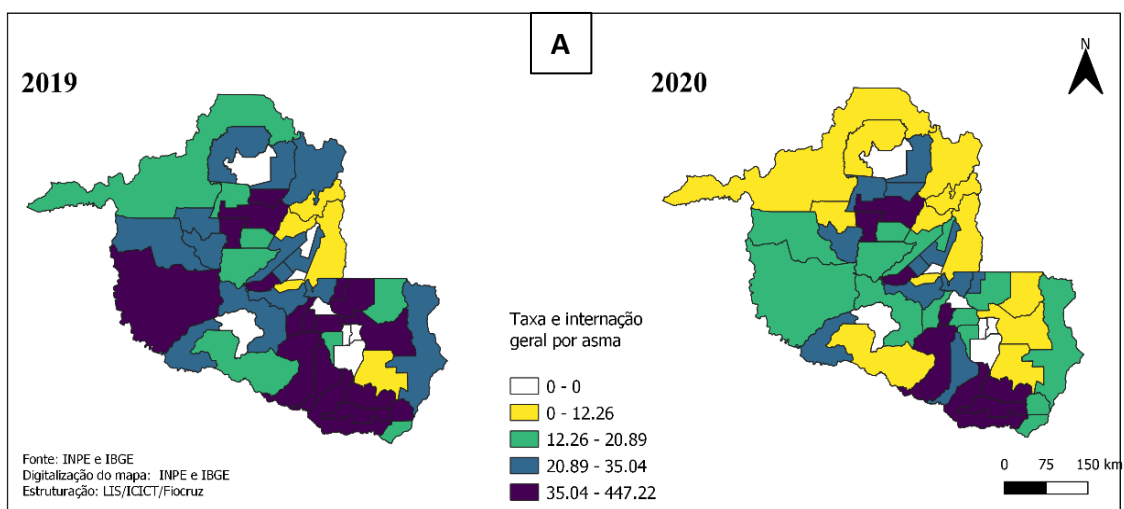 A
2019
2020
N
Taxa e internação
geral por asma
0 - 0
0 - 12.26
12.26 - 20.89
20.89 - 35.04
35.04 - 447.22
Fonte: INPE e IBGE
Digitalização do mapa: INPE e IBGE
Estruturação: LIS/ICICT/Fiocruz
0 75 150 km